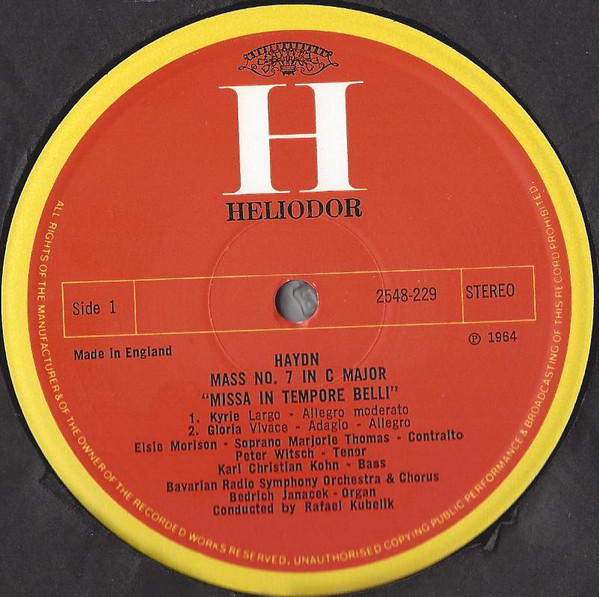 H
HELIODOR
Side 1
2548-229
STEREO
Made in England
℗ 1964
HAYDN
MASS NO. 7 IN C MAJOR
"MISSA IN TEMPORE BELLI"
1. Kyrie Largo - Allegro moderato
2. Gloria Vivace - Adagio - Allegro
Elsie Morison - Soprano Marjorie Thomas - Contralto
Peter Witsch - Tenor
Karl Christian Kohn - Bass
Bavarian Radio Symphony Orchestra & Chorus
Bedrich Janacek - Organ
Conducted by Rafael Kubelik
ALL RIGHTS OF THE MANUFACTURER & OF THE OWNER OF THE RECORDED WORKS RESERVED. UNAUTHORISED COPYING PUBLIC PERFORMANCE & BROADCASTING OF THIS RECORD PROHIBITED.